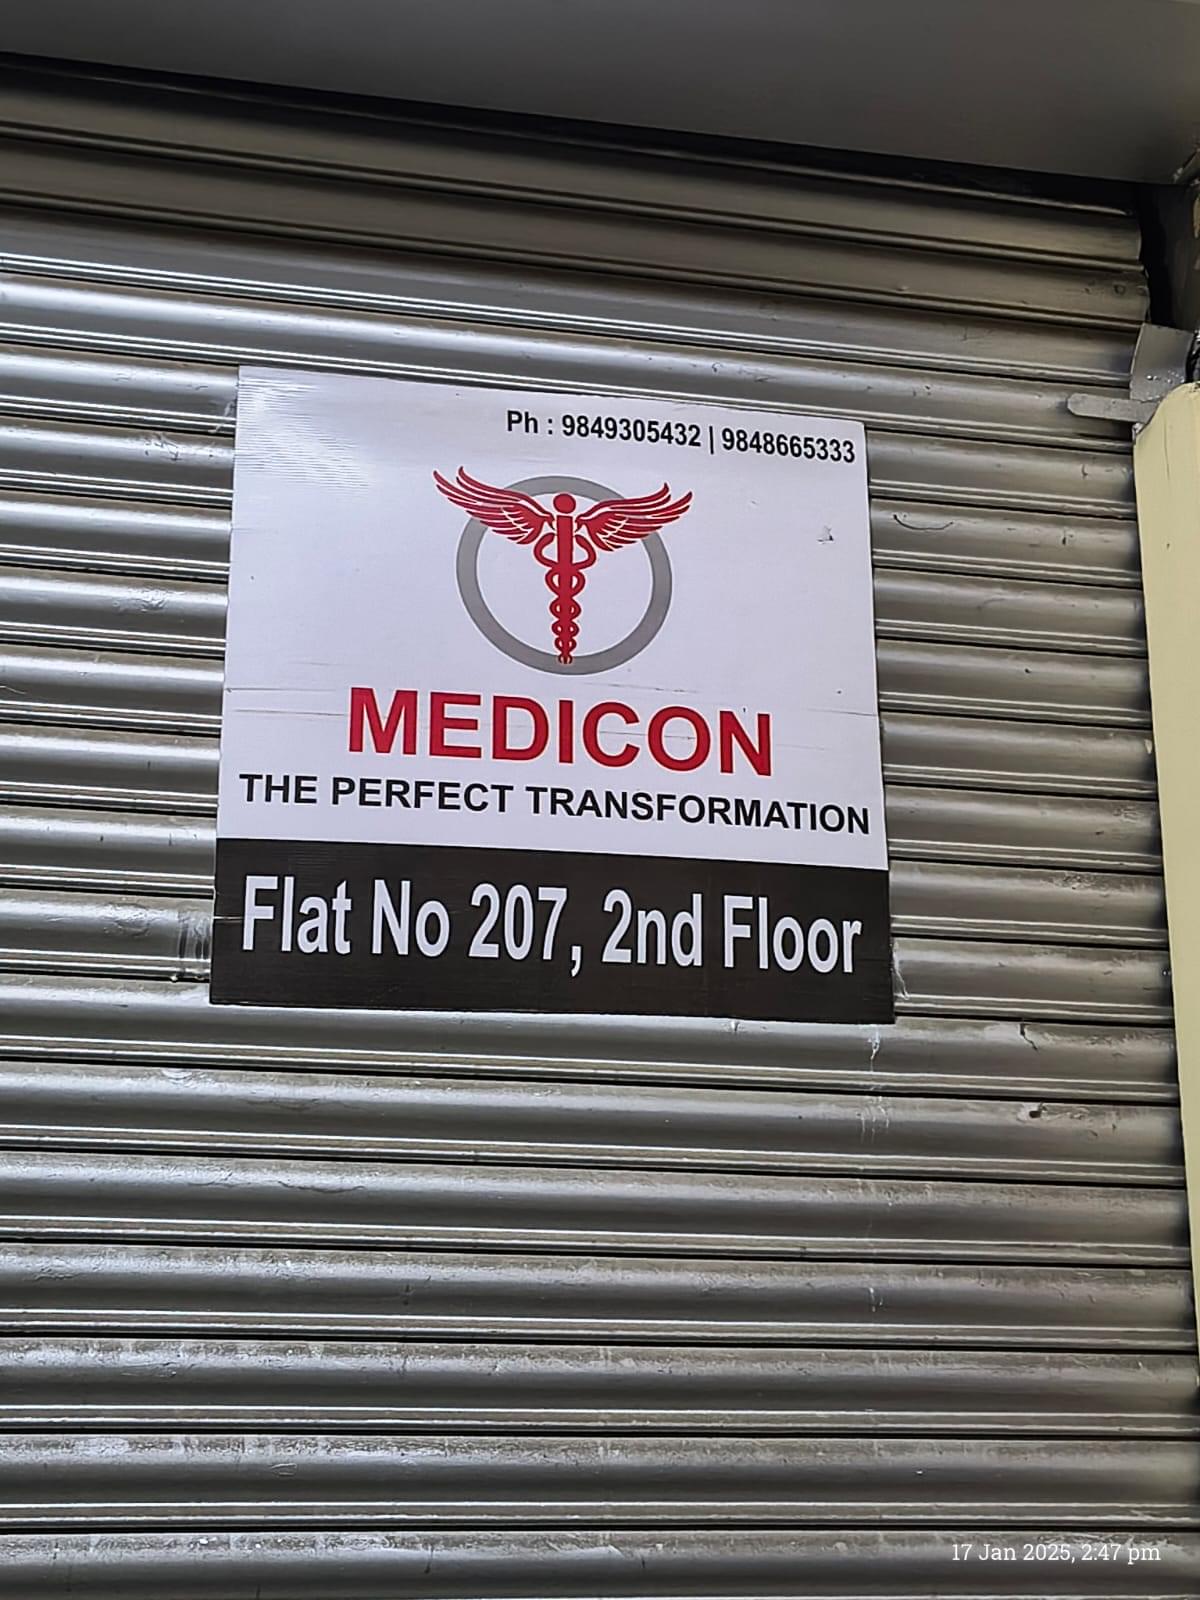 Ph : 9849305432 | 9848665333
MEDICON
THE PERFECT TRANSFORMATION
Flat No 207, 2nd Floor
17 Jan 2025, 2:47 pm